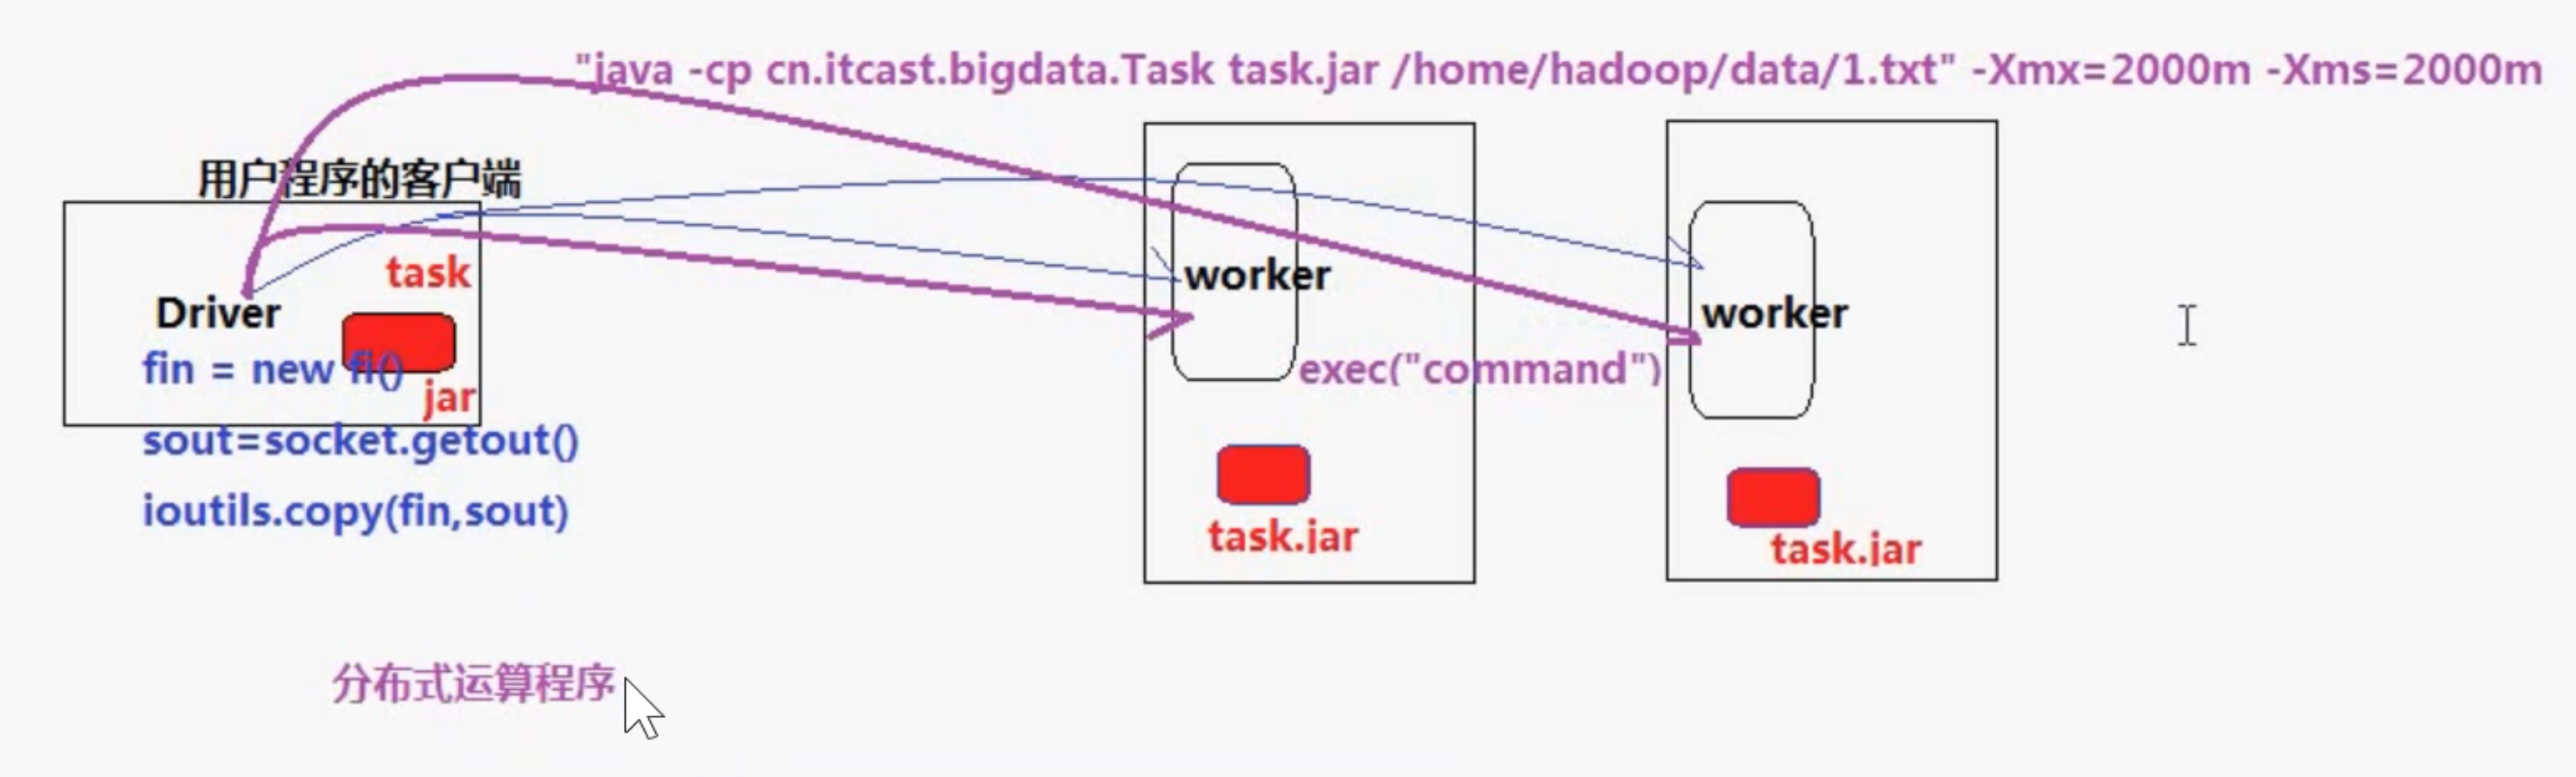 "java -cp cn.itcast.bigdata.Task task.jar /home/hadoop/data/1.txt" -Xmx=2000m -Xms=2000m
用户程序的客户端
task
Driver
fin = new fi()
jar
sout=socket.getout()
ioutils.copy(fin,sout)
worker
exec("command")
task.jar
worker
task.jar
分布式运算程序